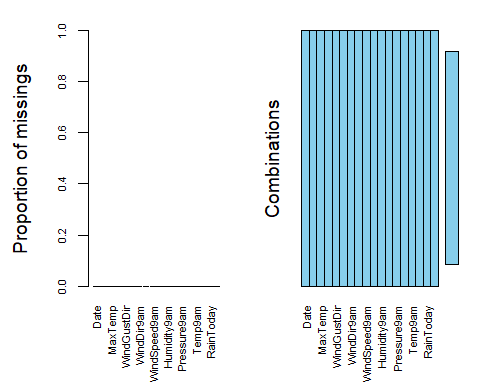 Proportion of missings
1.0
0.8
0.6
0.4
0.2
0.0
Date
MaxTemp
WindGustDir
WindDir9am
WindSpeed9am
Humidity9am
Pressure9am
Temp9am
RainToday
Combinations
Date
MaxTemp
WindGustDir
WindDir9am
WindSpeed9am
Humidity9am
Pressure9am
Temp9am
RainToday